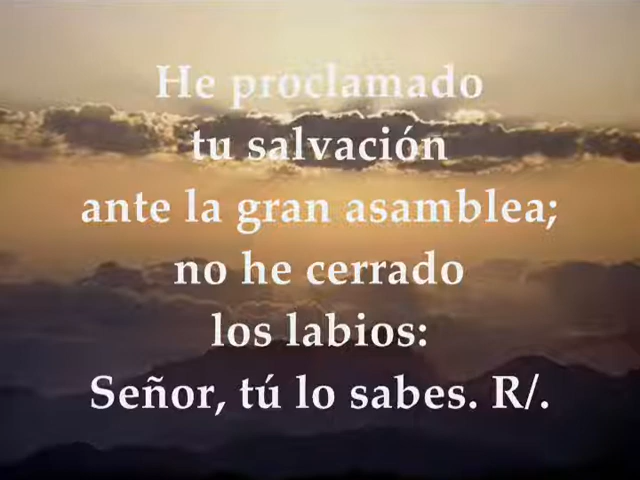 He proclamado
tu salvación
ante la gran asamblea;
no he cerrado
los labios:
Señor, tú lo sabes. R/.